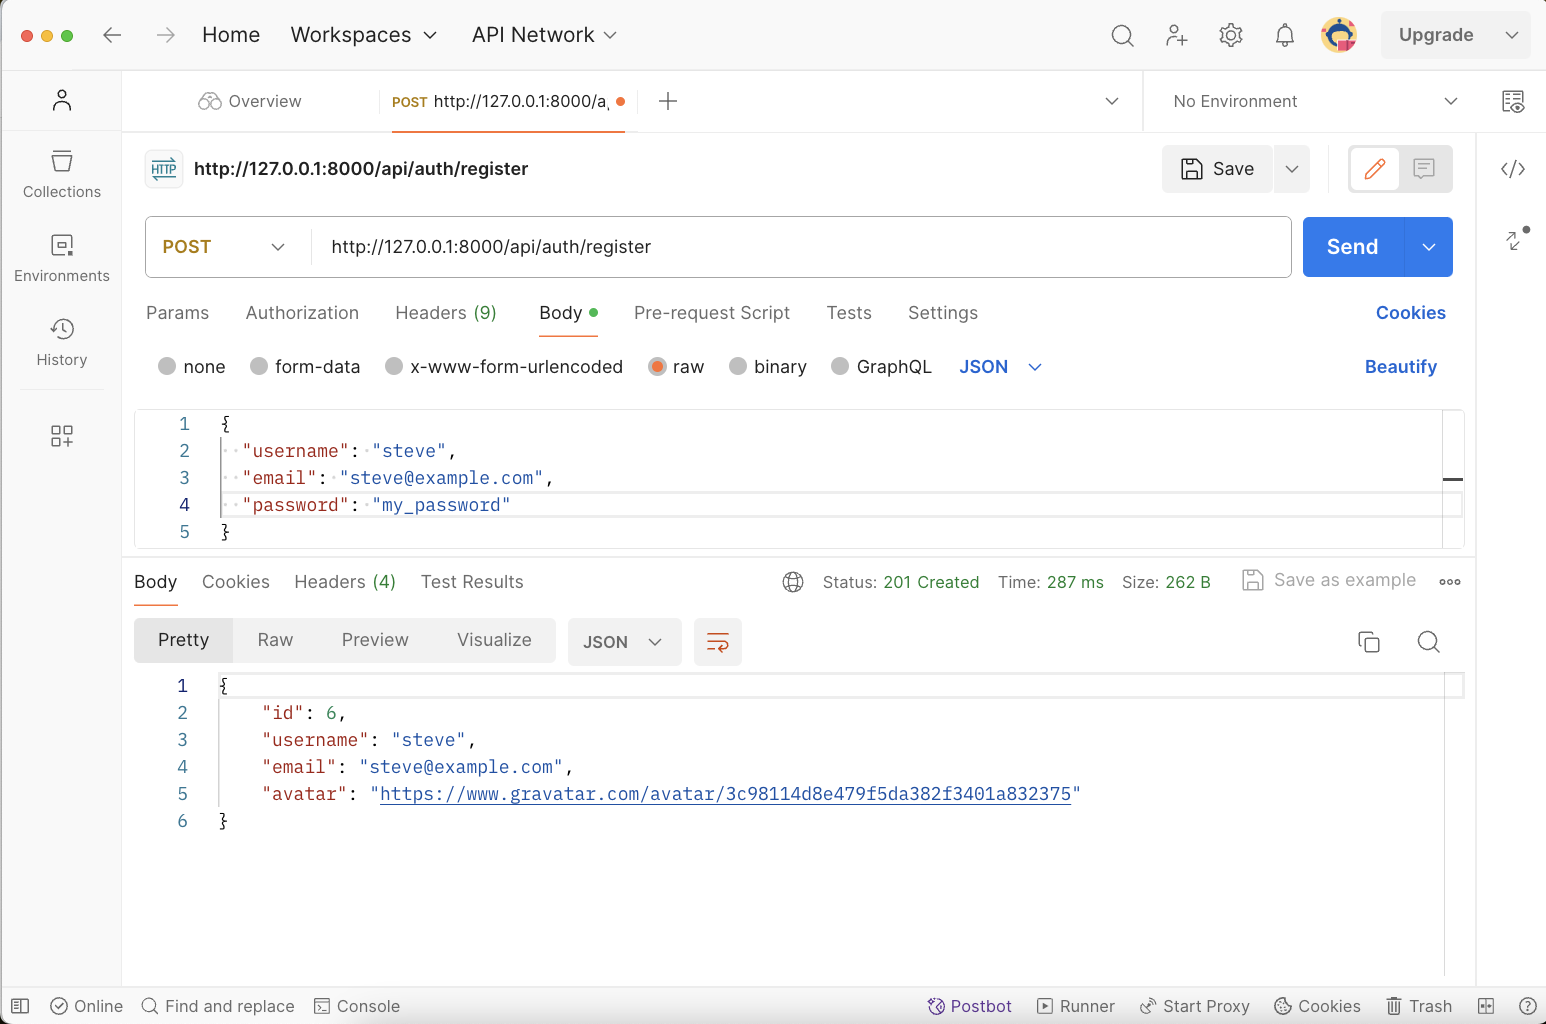 Home Workspaces API Network Upgrade
Overview POST http://127.0.0.1:8000/a No Environment
HTTP http://127.0.0.1:8000/api/auth/register Save
Collections
Environments
History
POST http://127.0.0.1:8000/api/auth/register Send
Params Authorization Headers (9) Body Pre-request Script Tests Settings Cookies
none form-data x-www-form-urlencoded raw binary GraphQL JSON Beautify
1 {
2 "username": "steve",
3 "email": "steve@example.com",
4 "password": "my_password"
5 }
Body Cookies Headers (4) Test Results Status: 201 Created Time: 287 ms Size: 262 B Save as example
Pretty Raw Preview Visualize JSON
1 {
2 "id": 6,
3 "username": "steve",
4 "email": "steve@example.com",
5 "avatar": "https://www.gravatar.com/avatar/3c98114d8e479f5da382f3401a832375"
6 }
Online Find and replace Console Postbot Runner Start Proxy Cookies Trash